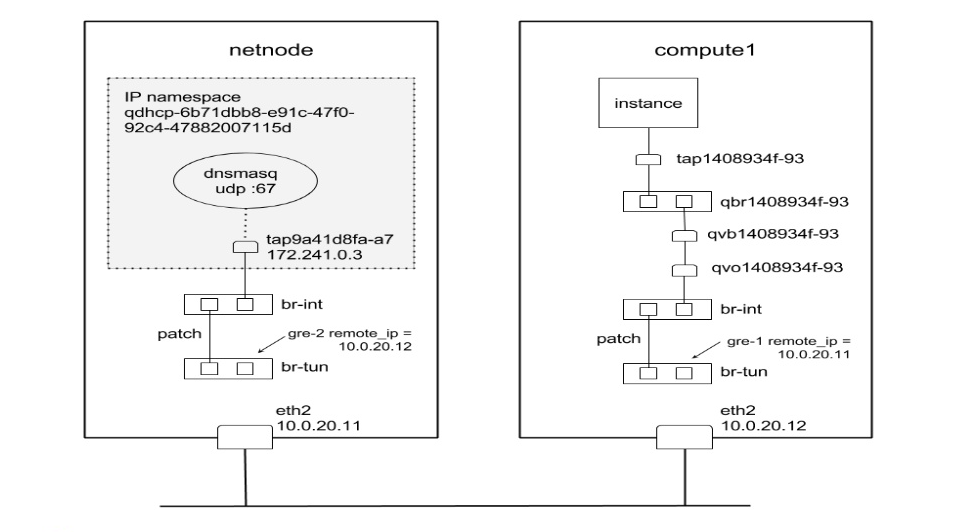 netnode
IP namespace
qdhcp-6b71dbb8-e91c-47f0-
92c4-47882007115d
dnsmasq
udp :67
tap9a41d8fa-a7
172.241.0.3
br-int
patch
gre-2 remote_ip =
10.0.20.12
br-tun
eth2
10.0.20.11
compute1
instance
tap1408934f-93
qbr1408934f-93
qvb1408934f-93
qvo1408934f-93
br-int
patch
gre-1 remote_ip =
10.0.20.11
br-tun
eth2
10.0.20.12